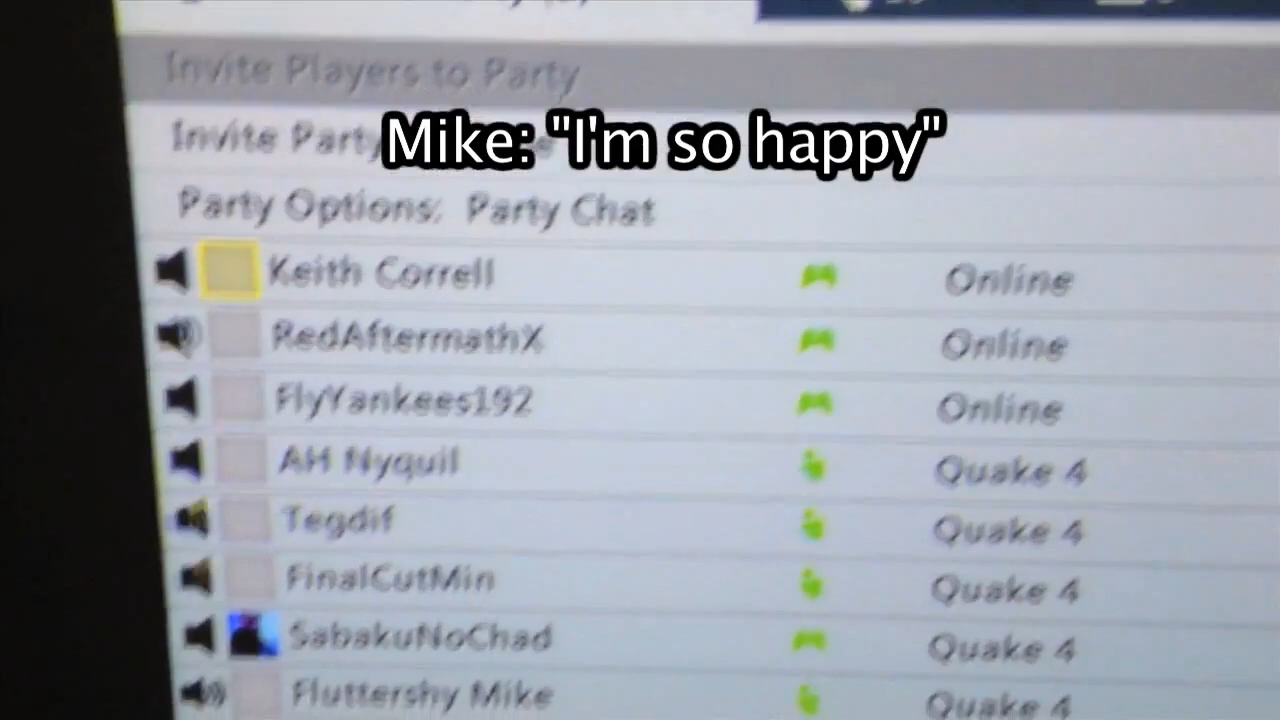 Invite Players to Party
Invite Party
Mike: "I'm so happy"
Party Options: Party Chat
Keith Correll Online
RedAftermathX Online
FlyYankees192 Online
AH Nyquil Quake 4
Tegdif Quake 4
FinalCutMin Quake 4
SabakuNoChad Quake 4
Fluttershy Mike Quake 4